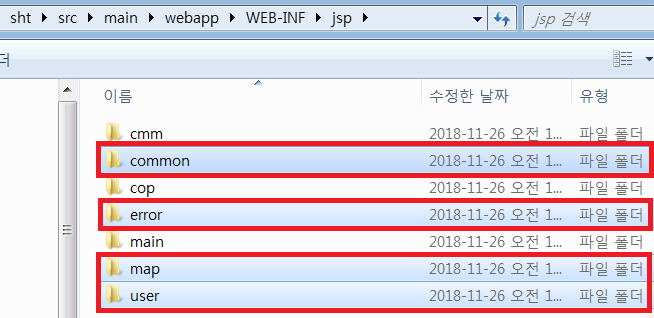 sht ▸ src ▸ main ▸ webapp ▸ WEB-INF ▸ jsp ▸ jsp 검색
더
이름 수정한 날짜 유형
cmm 2018-11-26 오전 1... 파일 폴더
common 2018-11-26 오전 1... 파일 폴더
cop 2018-11-26 오전 1... 파일 폴더
error 2018-11-26 오전 1... 파일 폴더
main 2018-11-26 오전 1... 파일 폴더
map 2018-11-26 오전 1... 파일 폴더
user 2018-11-26 오전 1... 파일 폴더